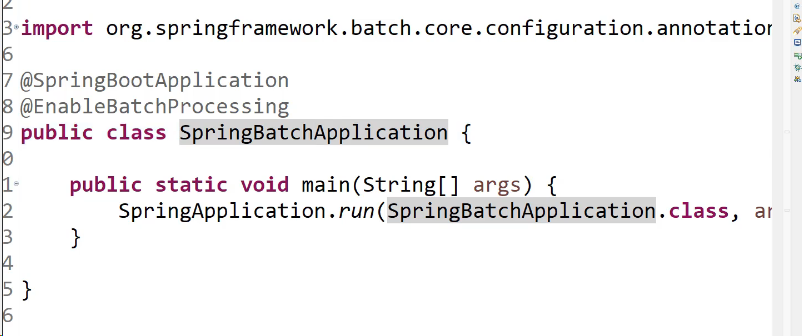 2
3 import org.springframework.batch.core.configuration.annotation
6
7 @SpringBootApplication
8 @EnableBatchProcessing
9 public class SpringBatchApplication {
0
1 public static void main(String[] args) {
2 SpringApplication.run(SpringBatchApplication.class, ar
3 }
4
5 }
6